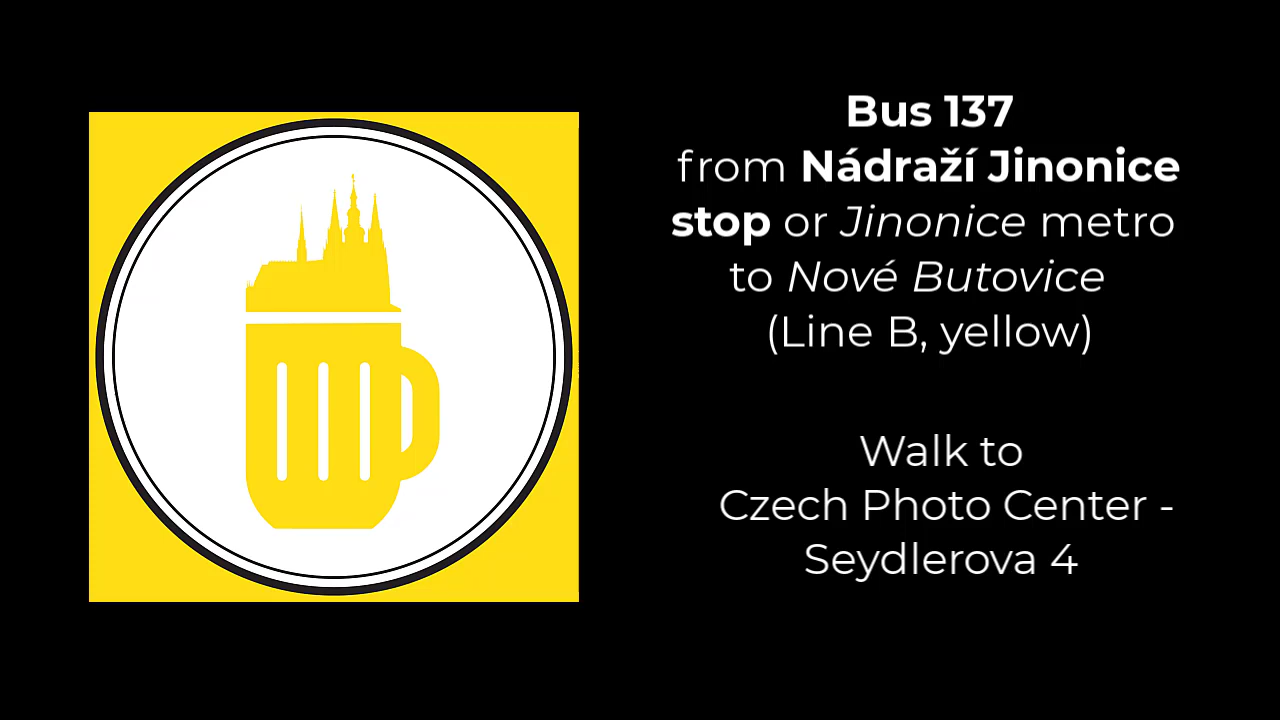 Bus 137
from Nádraží Jinonice
stop or Jinonice metro
to Nové Butovice
(Line B, yellow)
Walk to
Czech Photo Center -
Seydlerova 4